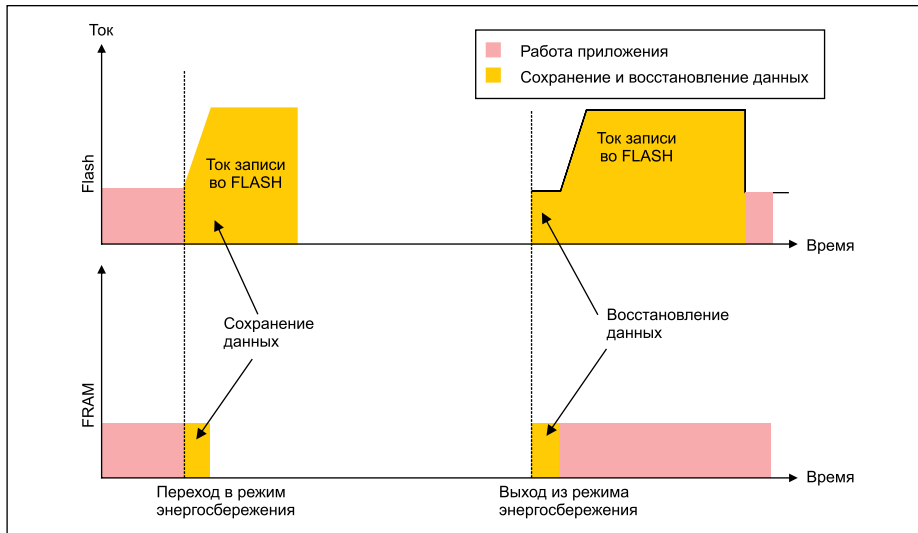 Ток
Работа приложения
Сохранение и восстановление данных
Flash
Ток записи
во FLASH
Ток записи
во FLASH
Время
Сохранение
данных
Восстановление
данных
FRAM
Время
Переход в режим
энергосбережения
Выход из режима
энергосбережения